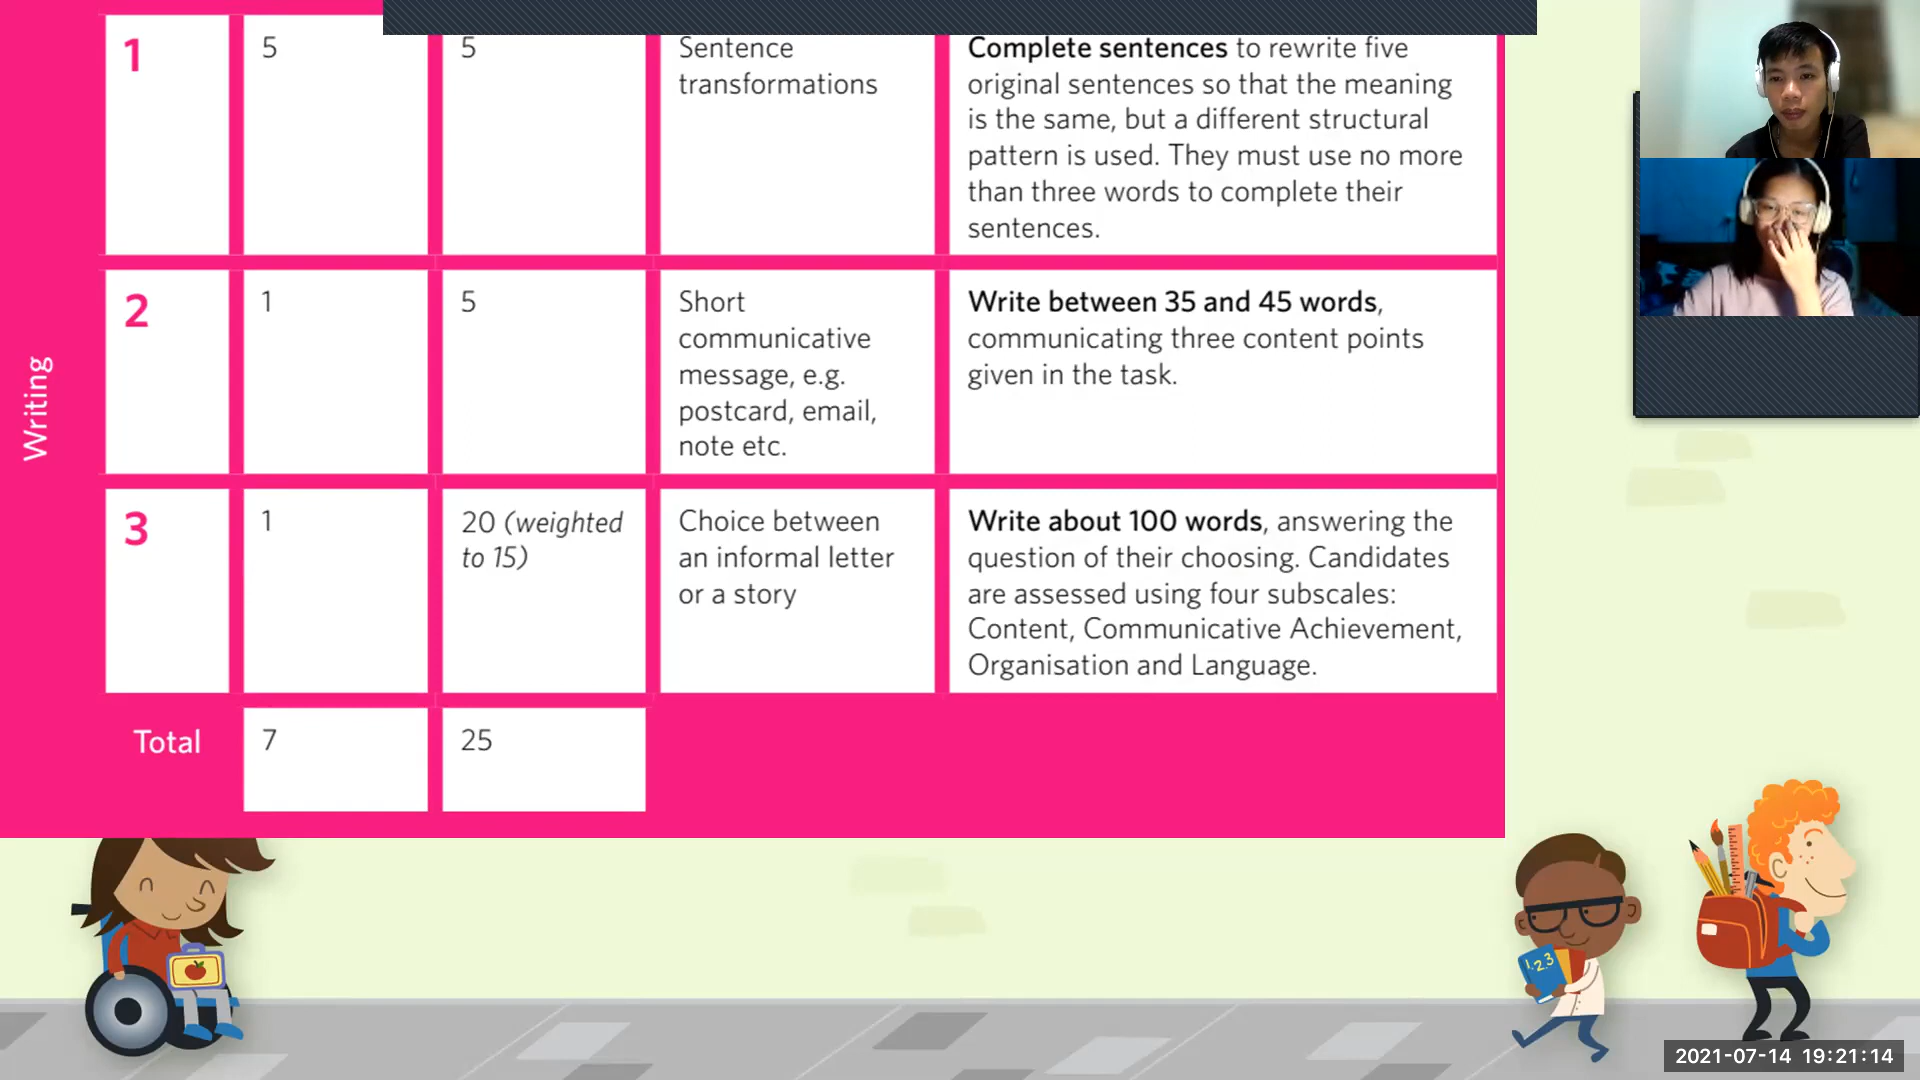 Writing
1
5
5
Sentence
transformations
Complete sentences to rewrite five
original sentences so that the meaning
is the same, but a different structural
pattern is used. They must use no more
than three words to complete their
sentences.
2
1
5
Short
communicative
message, e.g.
postcard, email,
note etc.
Write between 35 and 45 words,
communicating three content points
given in the task.
3
1
20 (weighted
to 15)
Choice between
an informal letter
or a story
Write about 100 words, answering the
question of their choosing. Candidates
are assessed using four subscales:
Content, Communicative Achievement,
Organisation and Language.
Total
7
25
1,2,3
2021-07-14 19:21:14